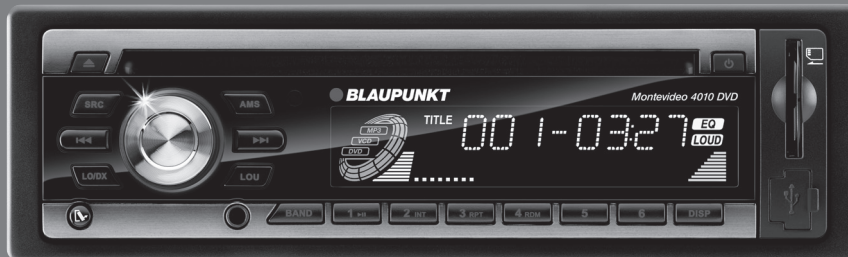 BLAUPUNKT
Montevideo 4010 DVD
SRC
AMS
LO/DX
LOU
TITLE
001-03:27
EQ
LOUD
MP3
VCD
DVD
BAND
1
2 INT
3 RPT
4 RDM
5
6
DISP